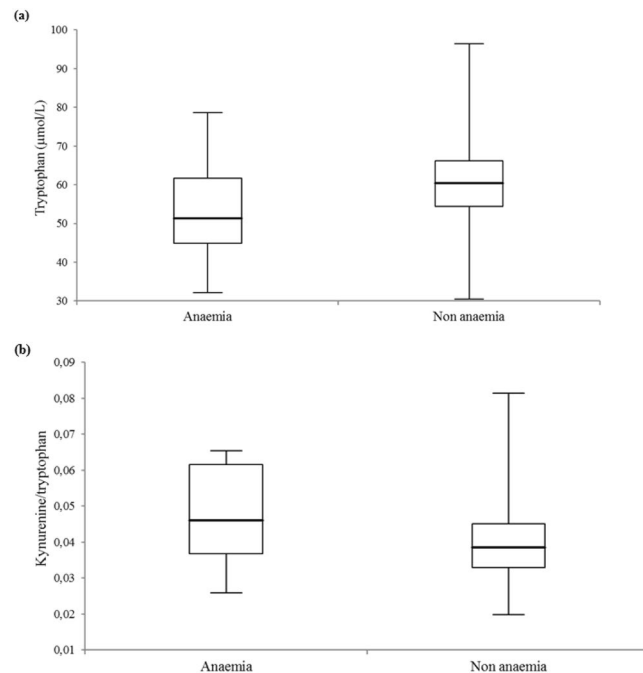 (a)
Tryptophan (µmol/L)
100
90
80
70
60
50
40
30
Anaemia
Non anaemia
(b)
Kynurenine/tryptophan
0,09
0,08
0,07
0,06
0,05
0,04
0,03
0,02
0,01
Anaemia
Non anaemia